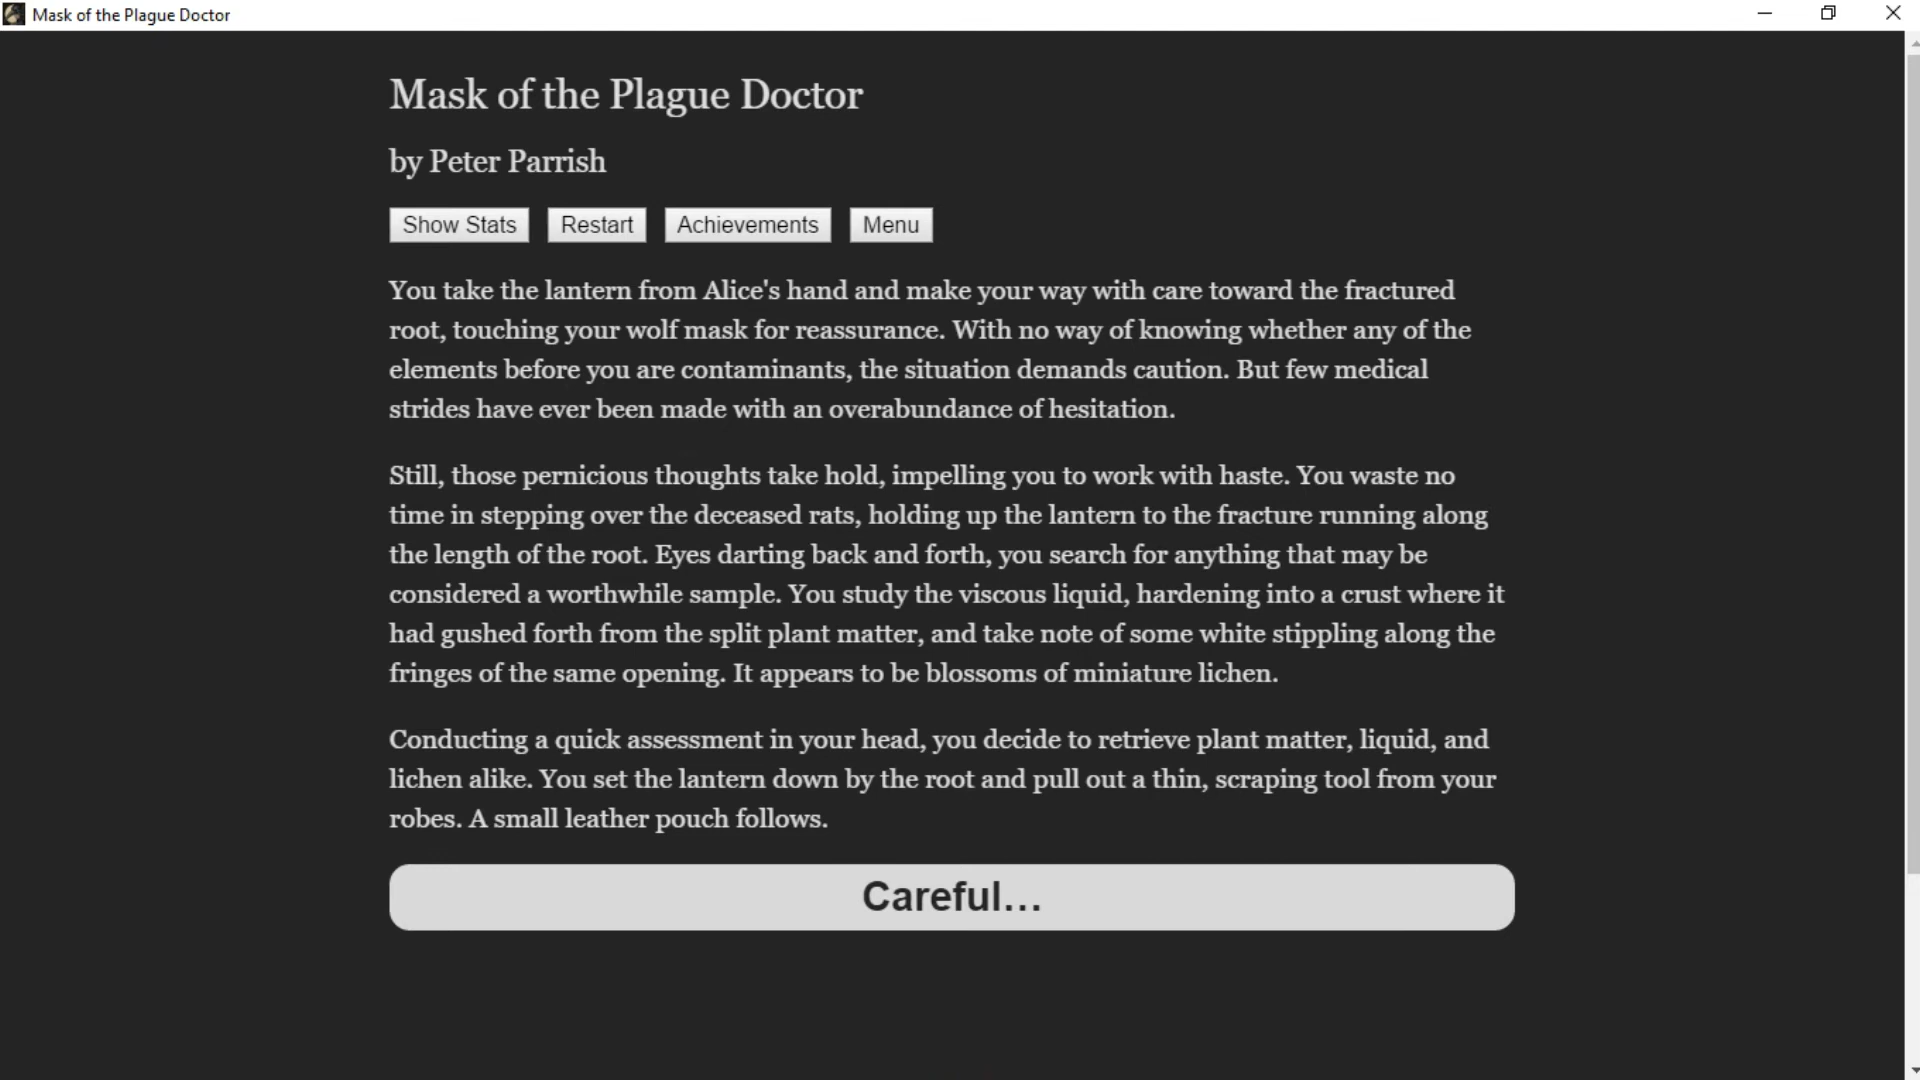 Mask of the Plague Doctor
Mask of the Plague Doctor
by Peter Parrish
Show Stats Restart Achievements Menu
You take the lantern from Alice's hand and make your way with care toward the fractured
root, touching your wolf mask for reassurance. With no way of knowing whether any of the
elements before you are contaminants, the situation demands caution. But few medical
strides have ever been made with an overabundance of hesitation.
Still, those pernicious thoughts take hold, impelling you to work with haste. You waste no
time in stepping over the deceased rats, holding up the lantern to the fracture running along
the length of the root. Eyes darting back and forth, you search for anything that may be
considered a worthwhile sample. You study the viscous liquid, hardening into a crust where it
had gushed forth from the split plant matter, and take note of some white stippling along the
fringes of the same opening. It appears to be blossoms of miniature lichen.
Conducting a quick assessment in your head, you decide to retrieve plant matter, liquid, and
lichen alike. You set the lantern down by the root and pull out a thin, scraping tool from your
robes. A small leather pouch follows.
Careful…